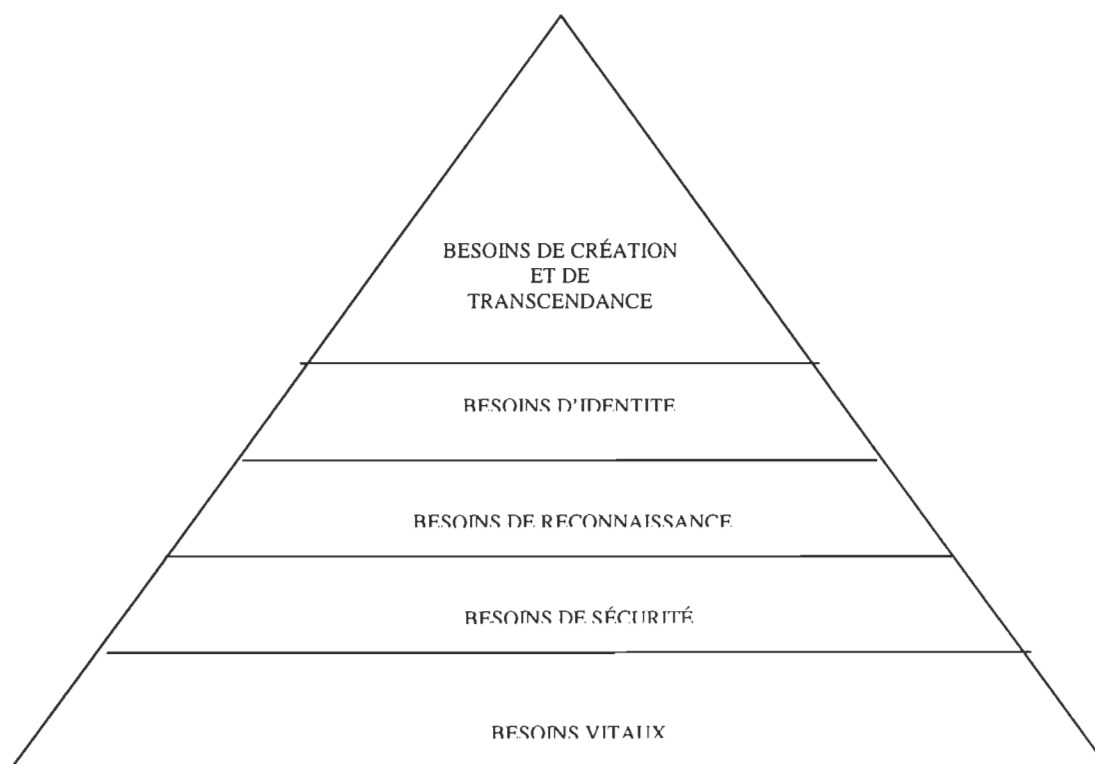 BESOINS DE CRÉATION
ET DE
TRANSCENDANCE
BESOINS D'IDENTITE
BESOINS DE RECONNAISSANCE
BESOINS DE SÉCURITÉ
BESOINS VITAUX